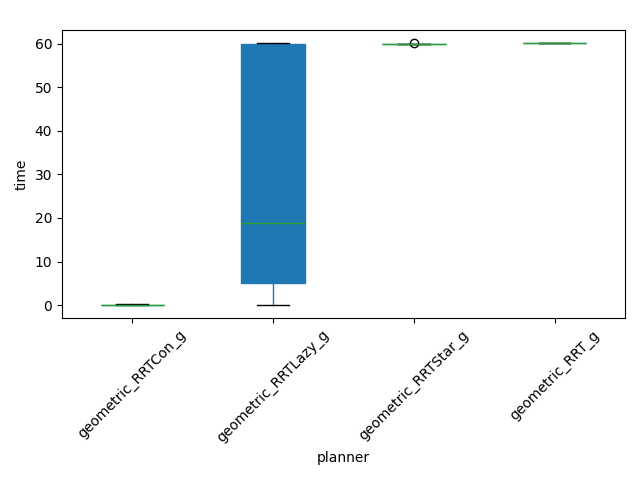 60
50
40
30
20
10
0
time
geometric_RRTCon_g
geometric_RRTLazy_g
geometric_RRTStar_g
geometric_RRT_g
planner